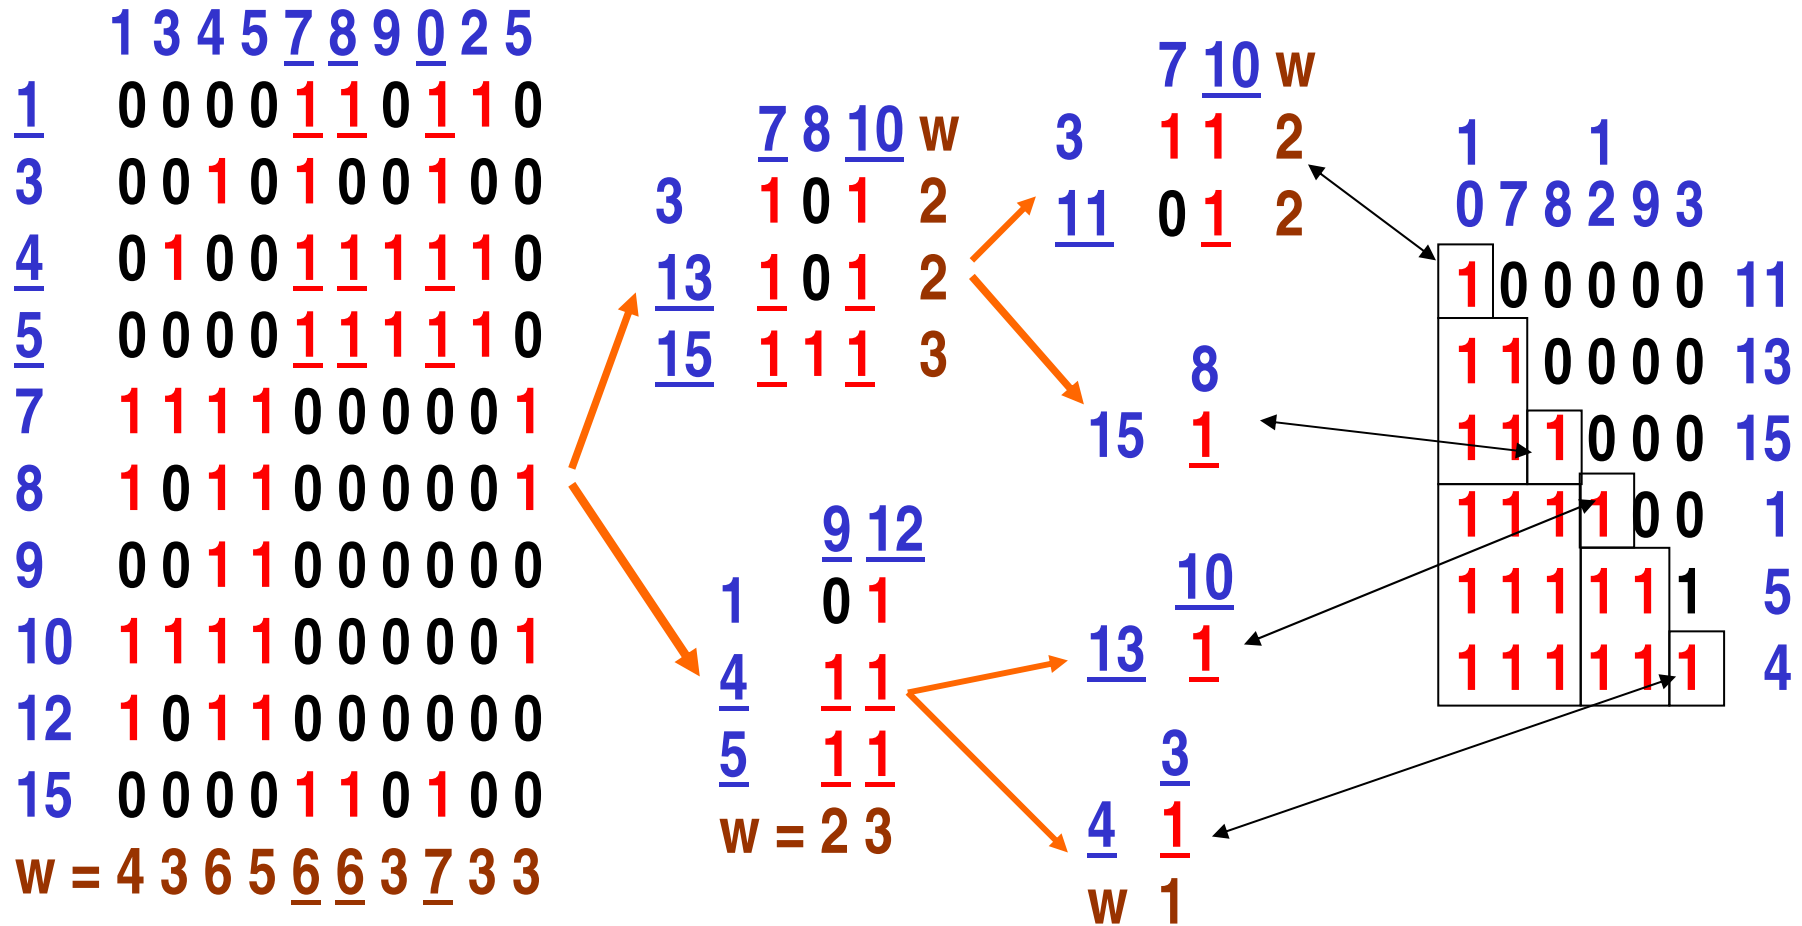 1 3 4 5 7 8 9 0 2 5
1 0 0 0 0 1 1 0 1 1 0
3 0 0 1 0 1 0 0 1 0 0
4 0 1 0 0 1 1 1 1 1 0
5 0 0 0 0 1 1 1 1 1 0
7 1 1 1 1 0 0 0 0 0 1
8 1 0 1 1 0 0 0 0 0 1
9 0 0 1 1 0 0 0 0 0 0
10 1 1 1 1 0 0 0 0 0 1
12 1 0 1 1 0 0 0 0 0 0
15 0 0 0 0 1 1 0 1 0 0
w = 4 3 6 5 6 6 3 7 3 3
7 8 10 w
3 1 0 1 2
13 1 0 1 2
15 1 1 1 3
9 12
1 0 1
4 1 1
5 1 1
w = 2 3
7 10 w
3 1 1 2
11 0 1 2
8
15 1
10
13 1
3
4 1
w 1
1 1
0 7 8 2 9 3
1 0 0 0 0 0 11
1 1 0 0 0 0 13
1 1 1 0 0 0 15
1 1 1 1 0 0 1
1 1 1 1 1 1 5
1 1 1 1 1 1 4